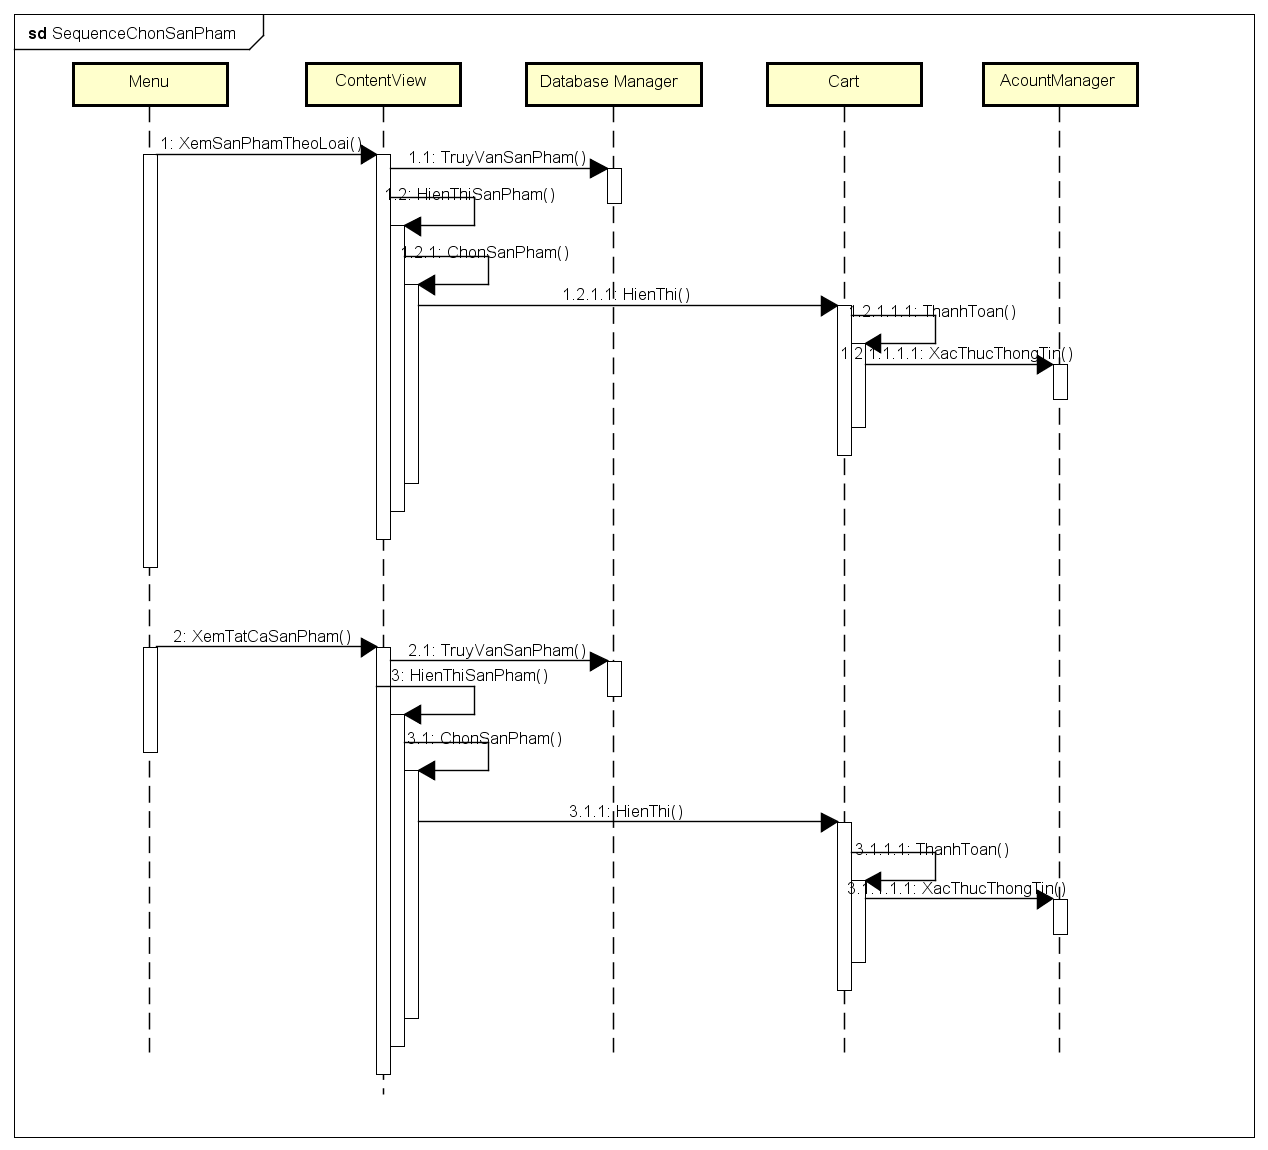 sd SequenceChonSanPham
Menu
ContentView
Database Manager
Cart
AcountManager
1: XemSanPhamTheoLoai()
1.1: TruyVanSanPham()
1.2: HienThiSanPham()
1.2.1: ChonSanPham()
1.2.1.1: HienThi()
1.2.1.1.1: ThanhToan()
1.2.1.1.1.1: XacThucThongTin()
2: XemTatCaSanPham()
2.1: TruyVanSanPham()
3: HienThiSanPham()
3.1: ChonSanPham()
3.1.1: HienThi()
3.1.1.1: ThanhToan()
3.1.1.1.1: XacThucThongTin()